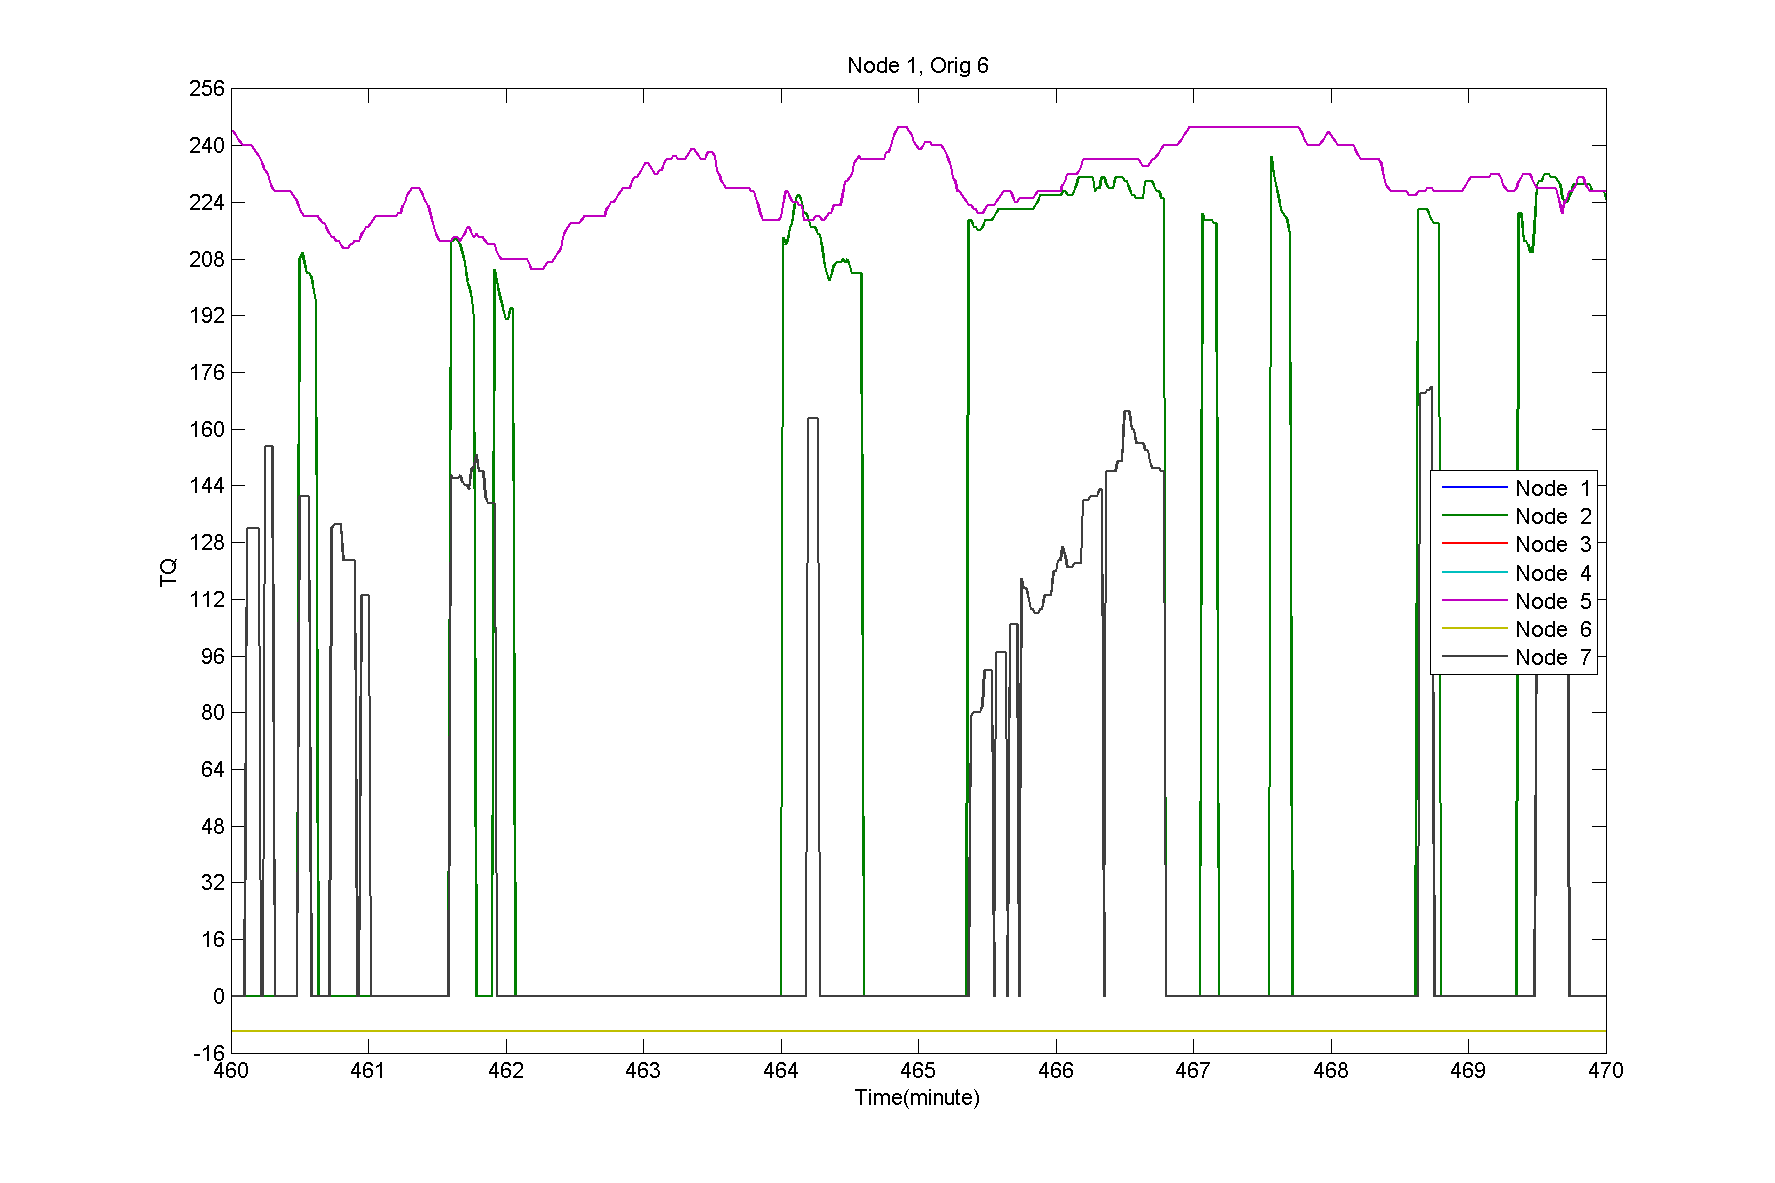 Node 1, Orig 6
256
240
224
208
192
176
160
144
128
112
96
80
64
48
32
16
0
-16
TQ
Node 1
Node 2
Node 3
Node 4
Node 5
Node 6
Node 7
460 461 462 463 464 465 466 467 468 469 470
Time(minute)